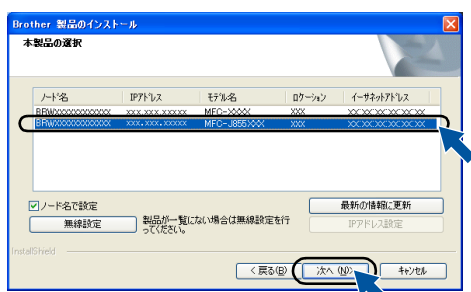 Brother 製品のインストール
本製品の選択
ノード名 IPアドレス モデル名 ロケーション イーサネットアドレス
BRWXXXXXXXXXXXX xxx.xxx.xxx.xxxxx MFC-XXXX XXX XX:XX:XX:XX:XX:XX
BRWXXXXXXXXXXXX xxx.xxx.xxx.xxxxx MFC-J855XXX XXX XX:XX:XX:XX:XX:XX
ノード名で設定 最新の情報に更新
無線設定 製品が一覧にない場合は無線設定を行 IPアドレス設定
ってください。
InstallShield
< 戻る(B) 次へ (N)> キャンセル